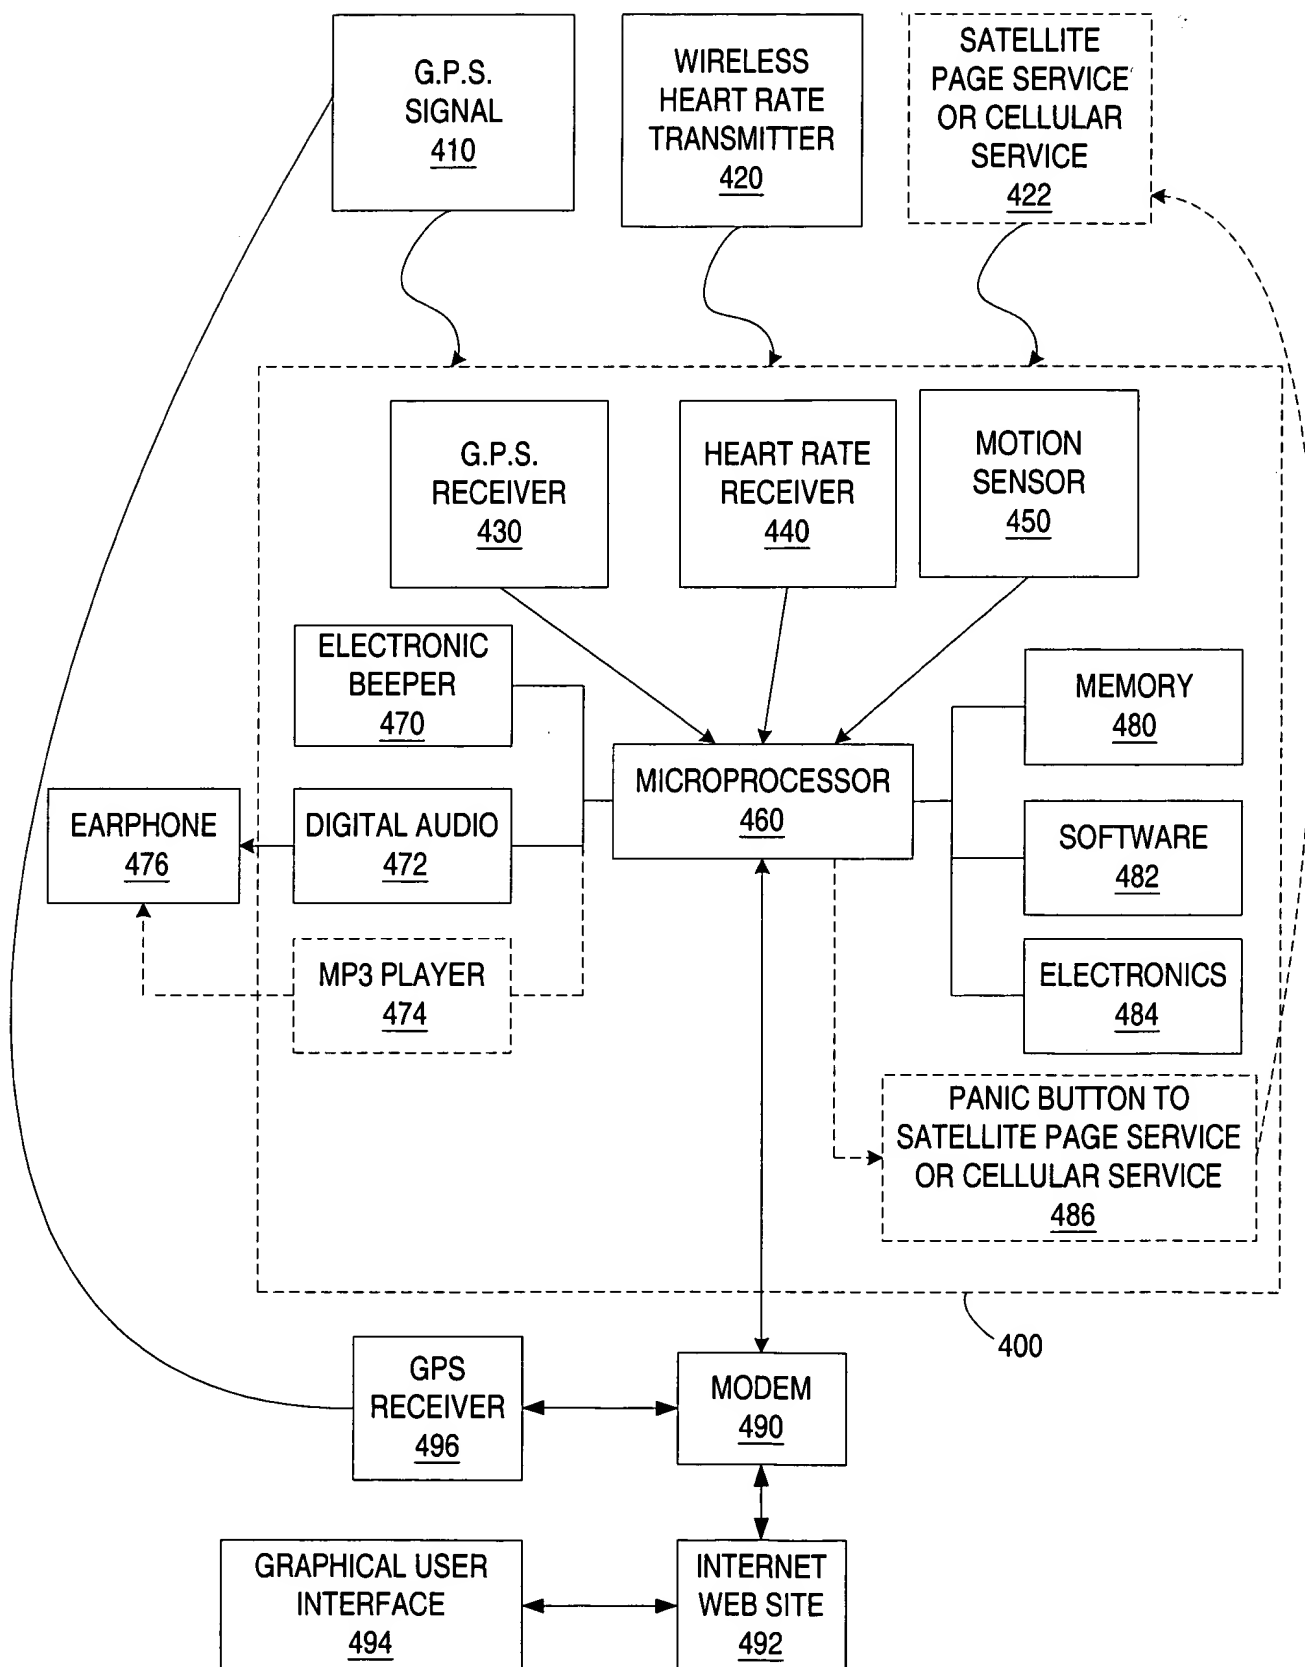 G.P.S.
SIGNAL
410
WIRELESS
HEART RATE
TRANSMITTER
420
SATELLITE
PAGE SERVICE
OR CELLULAR
SERVICE
422
G.P.S.
RECEIVER
430
HEART RATE
RECEIVER
440
MOTION
SENSOR
450
ELECTRONIC
BEEPER
470
MEMORY
480
MICROPROCESSOR
460
EARPHONE
476
DIGITAL AUDIO
472
SOFTWARE
482
MP3 PLAYER
474
ELECTRONICS
484
PANIC BUTTON TO
SATELLITE PAGE SERVICE
OR CELLULAR SERVICE
486
400
GPS
RECEIVER
496
MODEM
490
GRAPHICAL USER
INTERFACE
494
INTERNET
WEB SITE
492